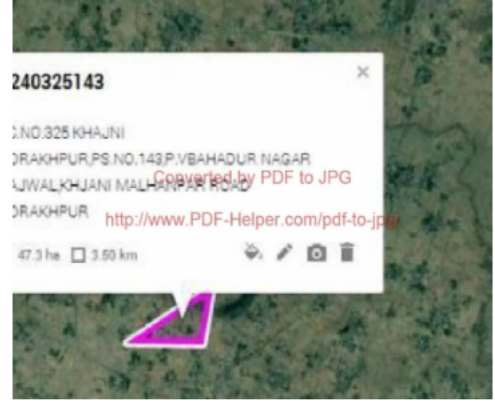 240325143
C.NO.325 KHAJNI
ORAKHPUR,PS.NO.143,P.VBAHADUR NAGAR
AJWAL,KHJANI MALHANPAR ROAD
ORAKHPUR
Converted by PDF to JPG
http://www.PDF-Helper.com/pdf-to-jpg/
47.3 ha 3.50 km